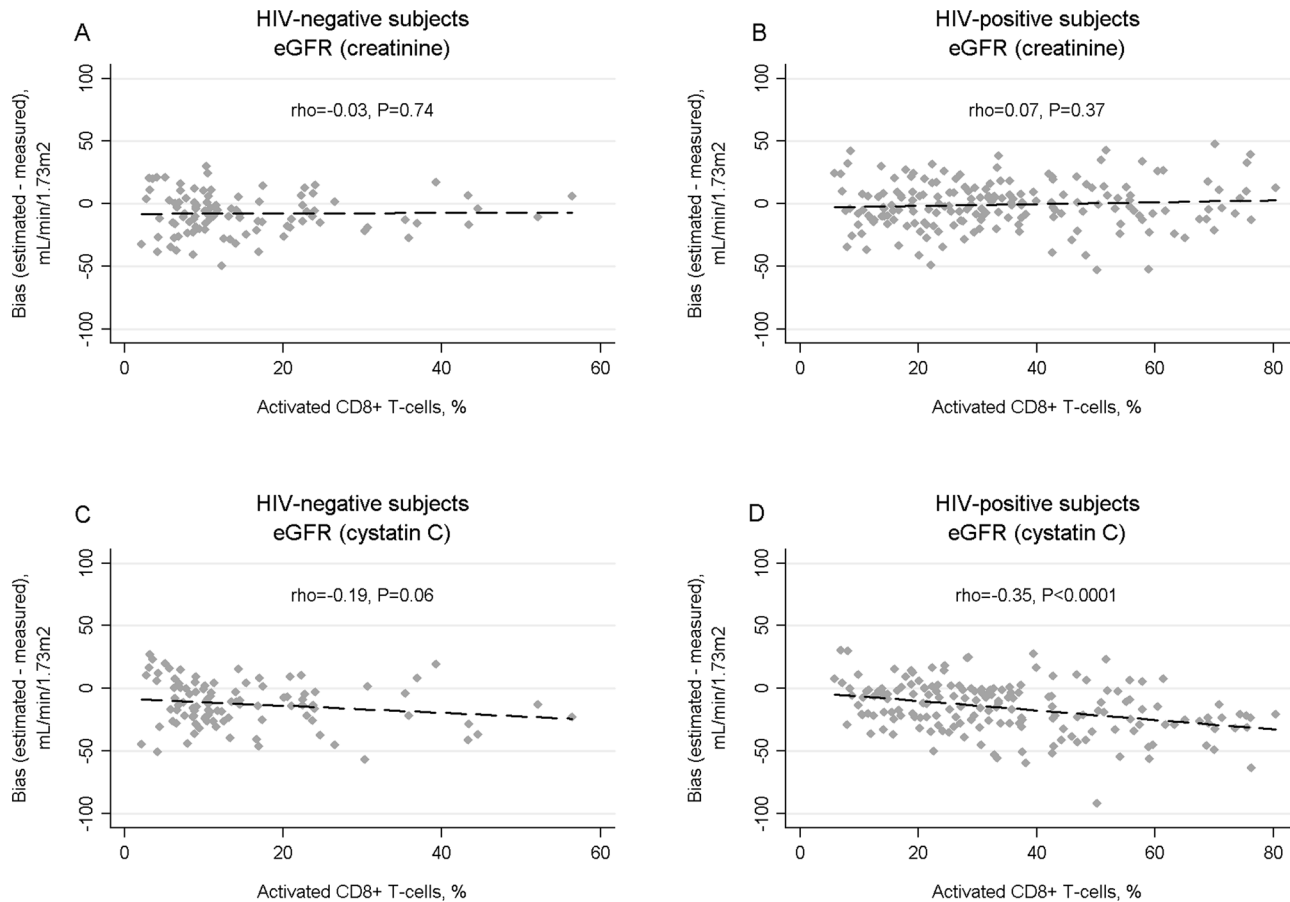 A
HIV-negative subjects
eGFR (creatinine)
rho=-0.03, P=0.74
Bias (estimated - measured),
mL/min/1.73m2
100
50
0
-50
-100
0 20 40 60
Activated CD8+ T-cells, %
B
HIV-positive subjects
eGFR (creatinine)
rho=0.07, P=0.37
Bias (estimated - measured),
mL/min/1.73m2
100
50
0
-50
-100
0 20 40 60 80
Activated CD8+ T-cells, %
C
HIV-negative subjects
eGFR (cystatin C)
rho=-0.19, P=0.06
Bias (estimated - measured),
mL/min/1.73m2
100
50
0
-50
-100
0 20 40 60
Activated CD8+ T-cells, %
D
HIV-positive subjects
eGFR (cystatin C)
rho=-0.35, P<0.0001
Bias (estimated - measured),
mL/min/1.73m2
100
50
0
-50
-100
0 20 40 60 80
Activated CD8+ T-cells, %